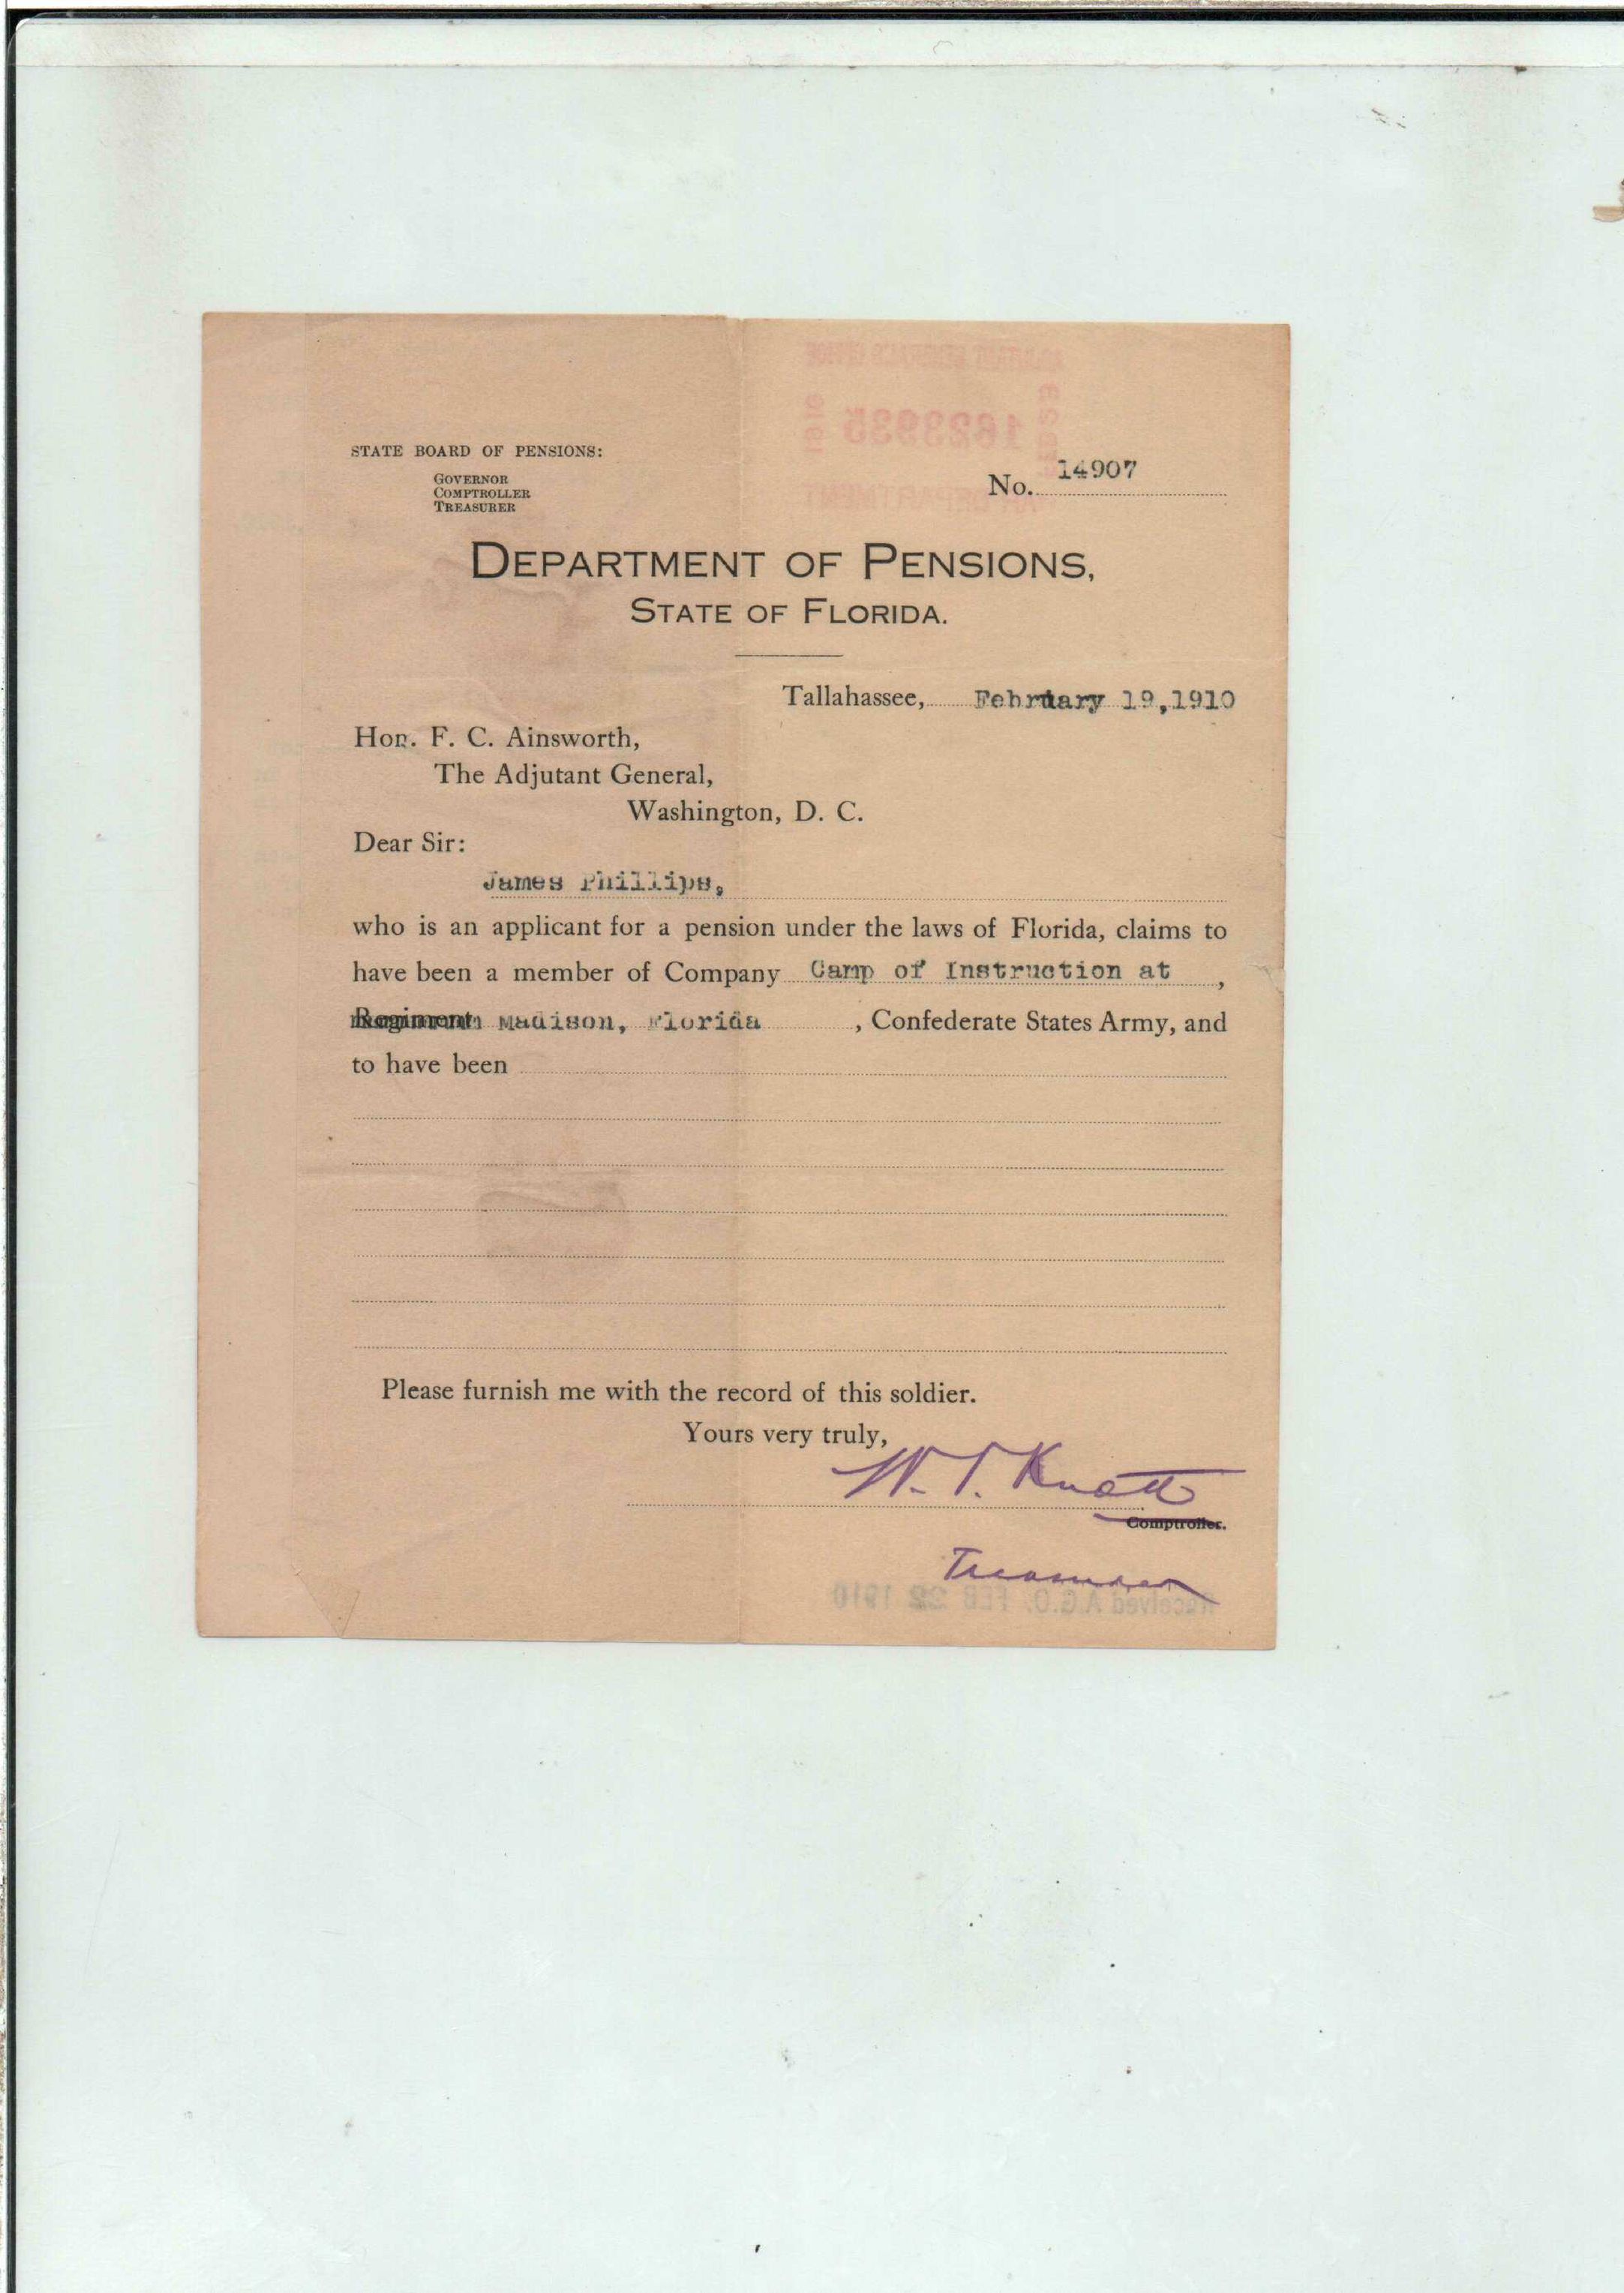 STATE BOARD OF PENSIONS:
GOVERNOR
COMPTROLLER
TREASURER
No. 14907
DEPARTMENT OF PENSIONS,
STATE OF FLORIDA.
Tallahassee, February 19, 1910
Hon. F. C. Ainsworth,
The Adjutant General,
Washington, D. C.
Dear Sir:
James Phillips,
who is an applicant for a pension under the laws of Florida, claims to
have been a member of Company Camp of Instruction at ,
Regiment Madison, Florida , Confederate States Army, and
to have been
Please furnish me with the record of this soldier.
Yours very truly,
W. V. Knott
Comptroller.
Treasurer
Received A.G.O. FEB 22 1910